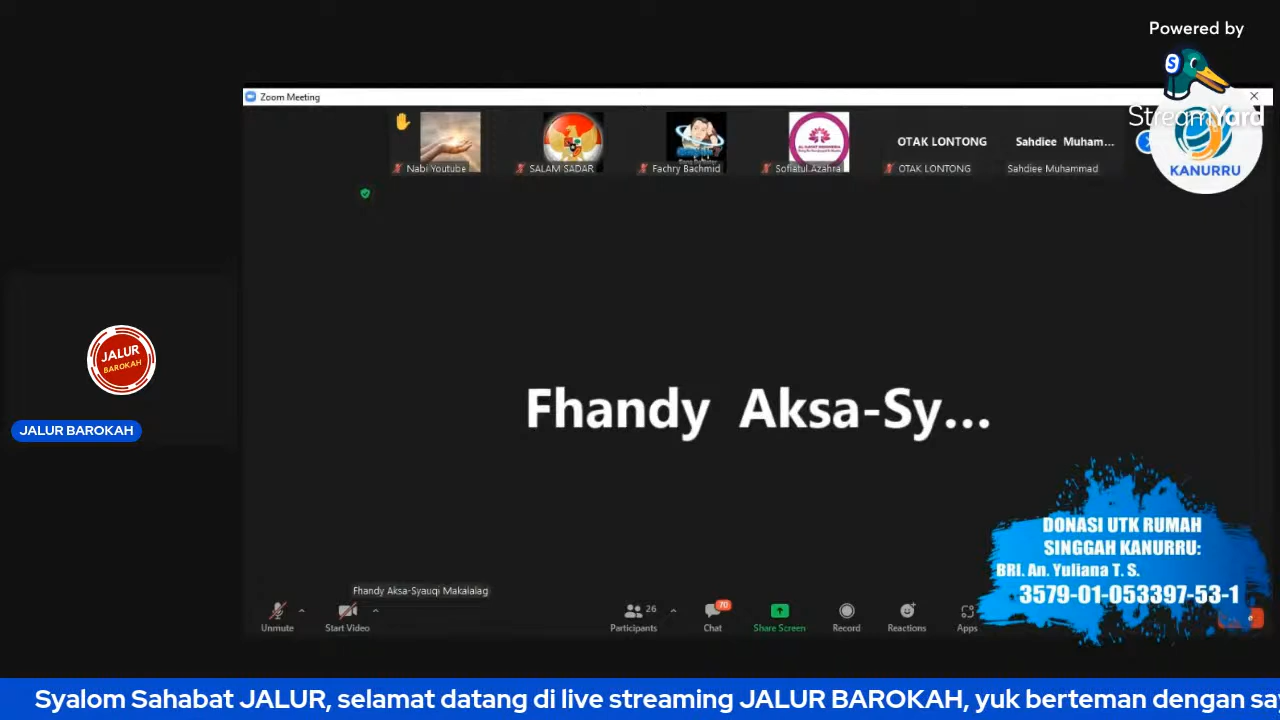 Powered by
StreamYard
KANURRU
Zoom Meeting
Nabi Youtube
SALAM SADAR
Fachry Bachmid
Sofiatul Azahra
OTAK LONTONG
OTAK LONTONG
Sahdiee Muham...
Sahdiee Muhammad
JALUR
BAROKAH
JALUR BAROKAH
Fhandy Aksa-Sy...
DONASI UTK RUMAH
SINGGAH KANURRU:
BRI. An. Yuliana T. S.
3579-01-053397-53-1
Fhandy Aksa-Syauqi Makalalag
Unmute
Start Video
26
Participants
70
Chat
Share Screen
Record
Reactions
Apps
Syalom Sahabat JALUR, selamat datang di live streaming JALUR BAROKAH, yuk berteman dengan say